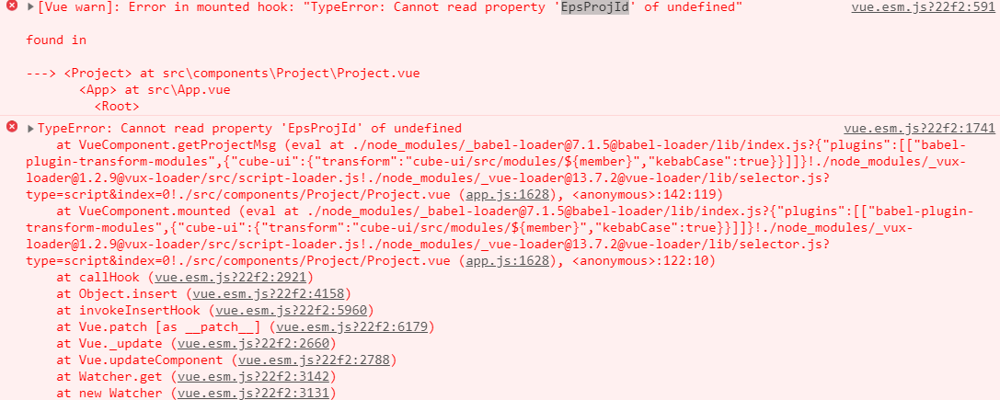 [Vue warn]: Error in mounted hook: "TypeError: Cannot read property 'EpsProjId' of undefined" vue.esm.js?22f2:591
found in
---> <Project> at src\components\Project\Project.vue
<App> at src\App.vue
<Root>
TypeError: Cannot read property 'EpsProjId' of undefined vue.esm.js?22f2:1741
at VueComponent.getProjectMsg (eval at ./node_modules/_babel-loader@7.1.5@babel-loader/lib/index.js?{"plugins":[["babel-
plugin-transform-modules",{"cube-ui":{"transform":"cube-ui/src/modules/${member}","kebabCase":true}}]]}!./node_modules/_vux-
loader@1.2.9@vux-loader/src/script-loader.js!./node_modules/_vue-loader@13.7.2@vue-loader/lib/selector.js?
type=script&index=0!./src/components/Project/Project.vue (app.js:1628), <anonymous>:142:119)
at VueComponent.mounted (eval at ./node_modules/_babel-loader@7.1.5@babel-loader/lib/index.js?{"plugins":[["babel-plugin-
transform-modules",{"cube-ui":{"transform":"cube-ui/src/modules/${member}","kebabCase":true}}]]}!./node_modules/_vux-
loader@1.2.9@vux-loader/src/script-loader.js!./node_modules/_vue-loader@13.7.2@vue-loader/lib/selector.js?
type=script&index=0!./src/components/Project/Project.vue (app.js:1628), <anonymous>:122:10)
at callHook (vue.esm.js?22f2:2921)
at Object.insert (vue.esm.js?22f2:4158)
at invokeInsertHook (vue.esm.js?22f2:5960)
at Vue.patch [as __patch__] (vue.esm.js?22f2:6179)
at Vue._update (vue.esm.js?22f2:2660)
at Vue.updateComponent (vue.esm.js?22f2:2788)
at Watcher.get (vue.esm.js?22f2:3142)
at new Watcher (vue.esm.js?22f2:3131)